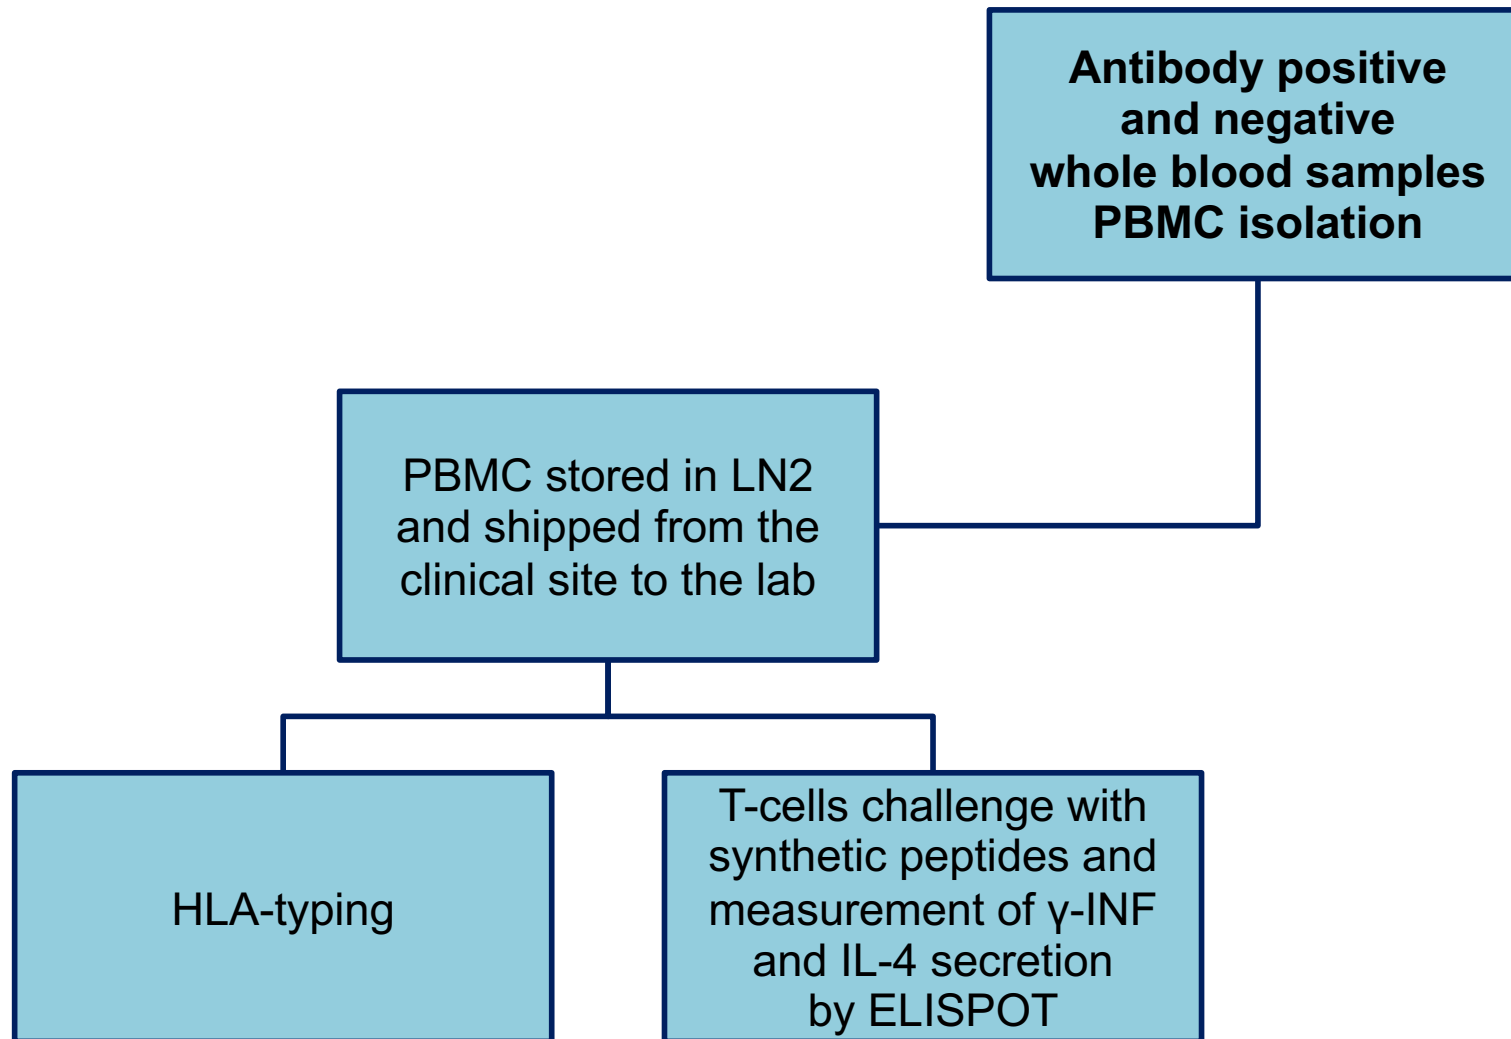 Antibody positive
and negative
whole blood samples
PBMC isolation
PBMC stored in LN2
and shipped from the
clinical site to the lab
HLA-typing
T-cells challenge with
synthetic peptides and
measurement of γ-INF
and IL-4 secretion
by ELISPOT